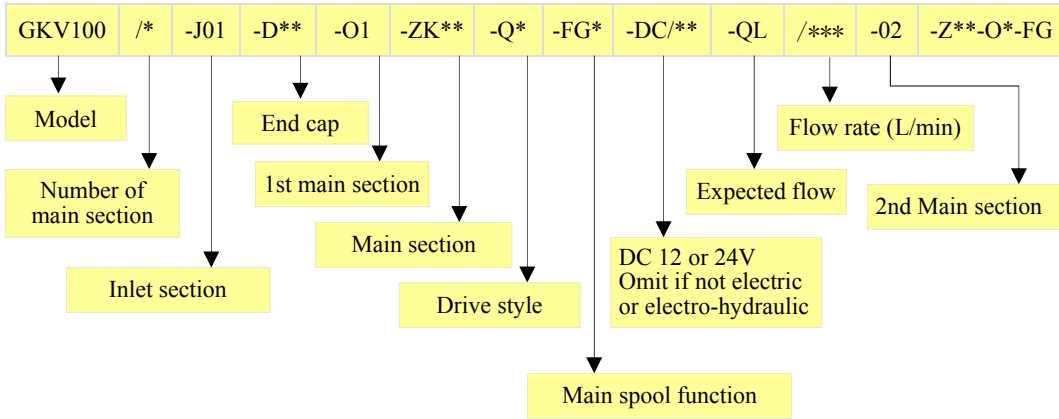 GKV100 /* -J01 -D** -O1 -ZK** -Q* -FG* -DC/** -QL /*** -02 -Z**-O*-FG
Model
End cap
Flow rate (L/min)
Number of
main section
1st main section
Expected flow
2nd Main section
Main section
DC 12 or 24V
Omit if not electric
or electro-hydraulic
Inlet section
Drive style
Main spool function